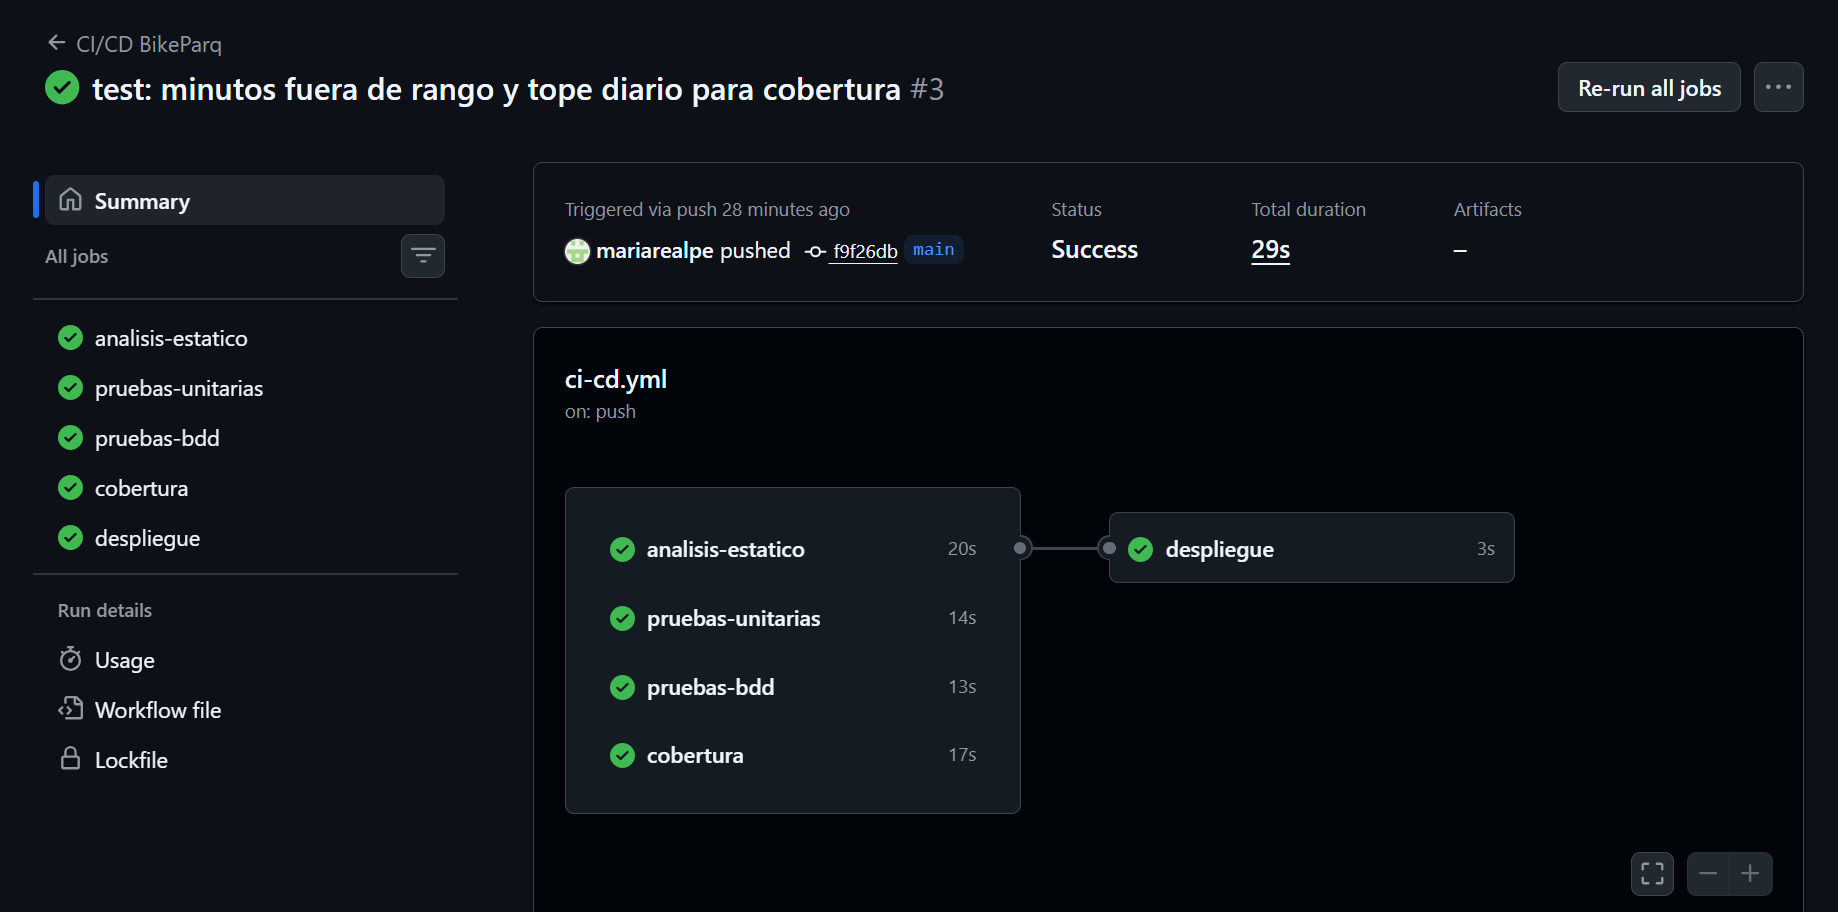 CI/CD BikeParq
test: minutos fuera de rango y tope diario para cobertura #3
Re-run all jobs
Summary
All jobs
analisis-estatico
pruebas-unitarias
pruebas-bdd
cobertura
despliegue
Run details
Usage
Workflow file
Lockfile
Triggered via push 28 minutes ago
mariarealpe pushed f9f26db main
Status
Success
Total duration
29s
Artifacts
–
ci-cd.yml
on: push
analisis-estatico 20s
pruebas-unitarias 14s
pruebas-bdd 13s
cobertura 17s
despliegue 3s